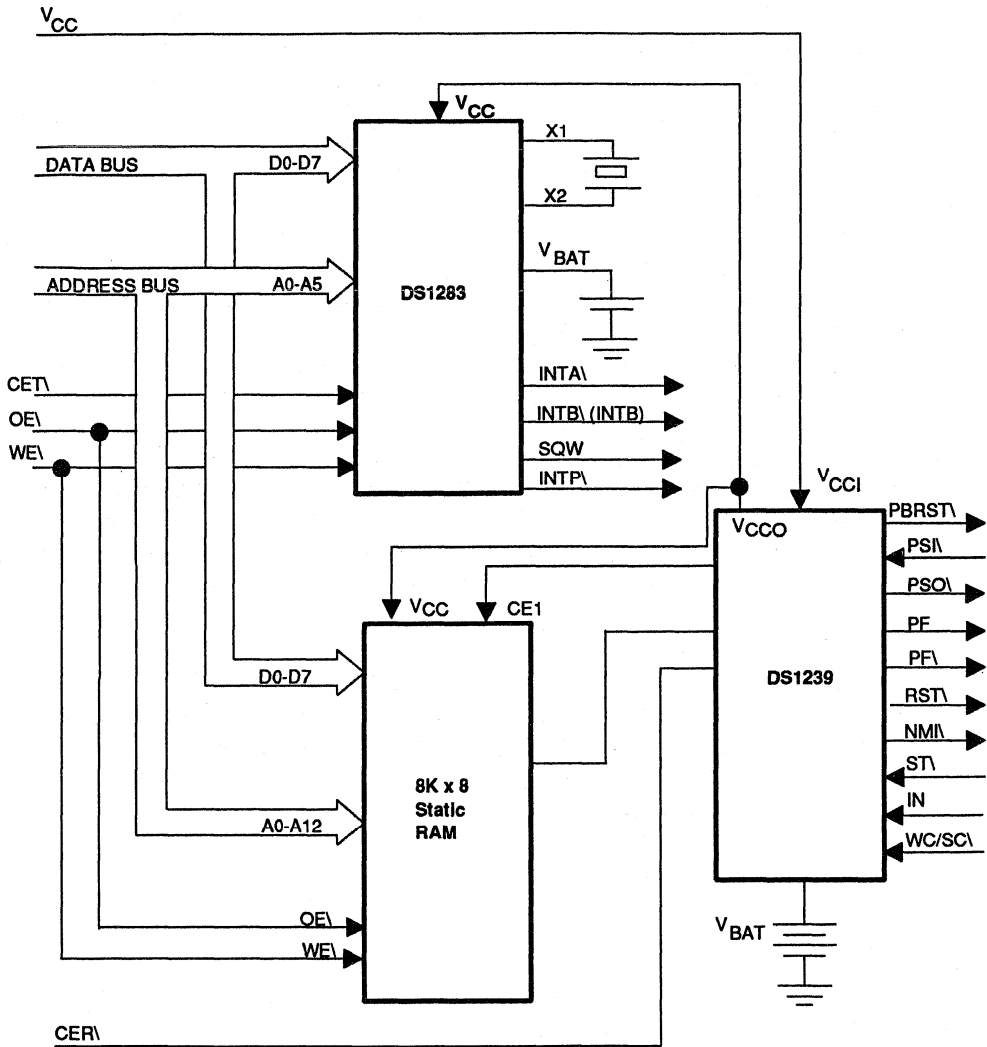 VCC
VCC
X1
DATA BUS
D0-D7
X2
VBAT
ADDRESS BUS
A0-A5
DS1283
CET\
INTA\
OE\
INTB\ (INTB)
WE\
SQW
INTP\
VCCI
VCCO
PBRST\
PSI\
PSO\
VCC
CE1
PF
PF\
D0-D7
DS1239
RST\
NMI\
ST\
8K x 8
Static
RAM
IN
A0-A12
WC/SC\
OE\
VBAT
WE\
CER\